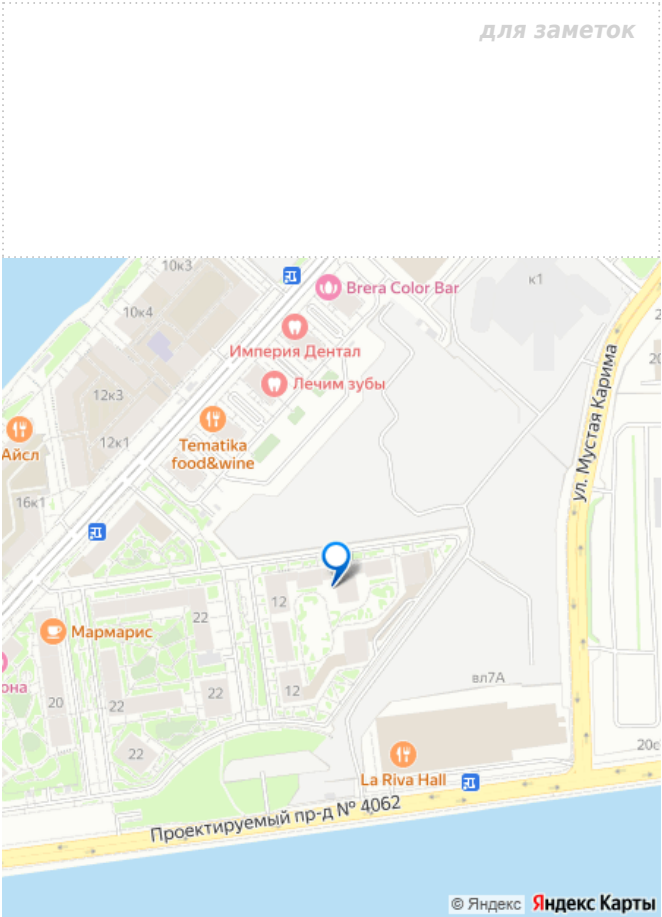 для заметок
10к3
Brera Color Bar
к1
10к4
Империя Дентал
Лечим зубы
12к3
ул. Мустая Карима
Айсл
12к1
Tematika
food&wine
16к1
12
22
Мармарис
она
20
22
22
12
вл7А
22
20с
La Riva Hall
Проектируемый пр-д № 4062
© Яндекс Яндекс Карты